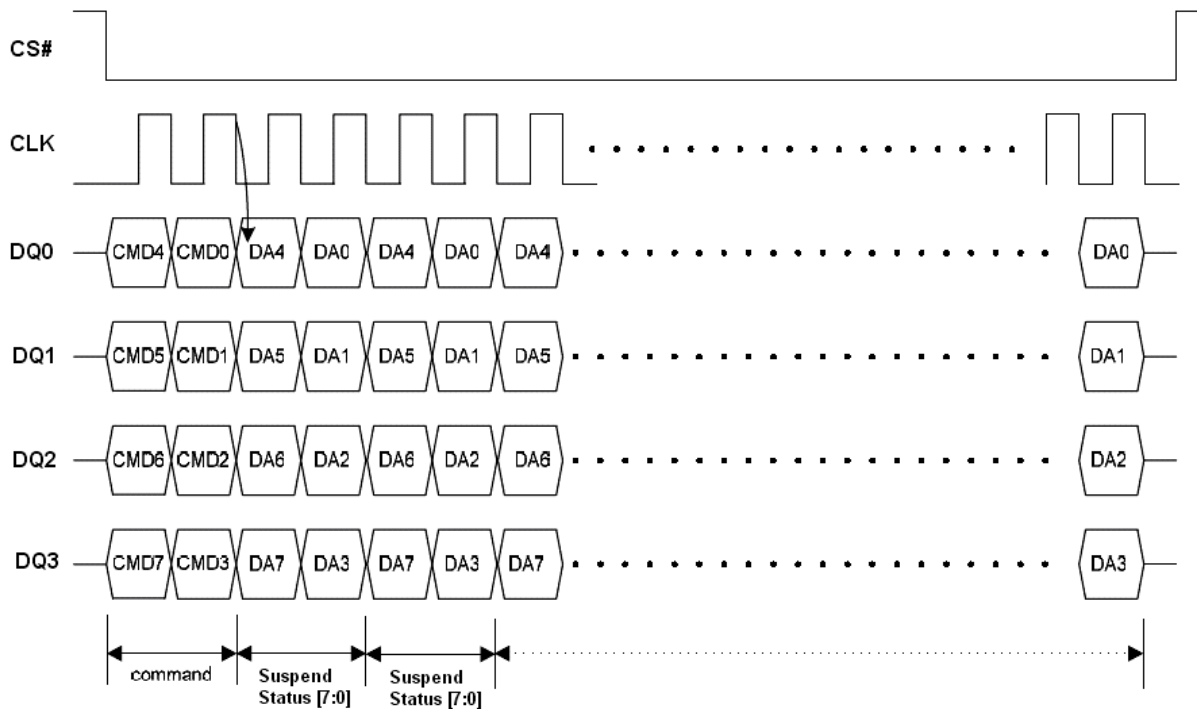 CS#
CLK
DQ0 CMD4 CMD0 DA4 DA0 DA4 DA0 DA4 DA0
DQ1 CMD5 CMD1 DA5 DA1 DA5 DA1 DA5 DA1
DQ2 CMD6 CMD2 DA6 DA2 DA6 DA2 DA6 DA2
DQ3 CMD7 CMD3 DA7 DA3 DA7 DA3 DA7 DA3
command
Suspend
Status [7:0]
Suspend
Status [7:0]